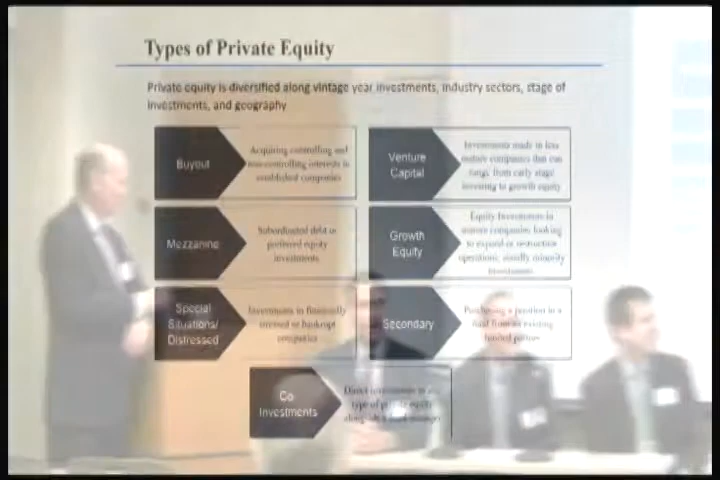 Types of Private Equity
Private equity is diversified along vintage year investments, industry sectors, stage of
investments, and geography
Buyout
Acquiring controlling and
non-controlling interests in
established companies
Venture
Capital
Investments made in less
mature companies that can
range from early stage
investing to growth equity
Mezzanine
Subordinated debt or
preferred equity
investments
Growth
Equity
Equity Investments in
mature companies looking
to expand or restructure
operations, usually minority
investments
Special
Situations/
Distressed
Investments in financially
stressed or bankrupt
companies
Secondary
Purchasing a position in a
fund from an existing
limited partner
Co
Investments
Direct investments in any
type of private equity
alongside a fund manager